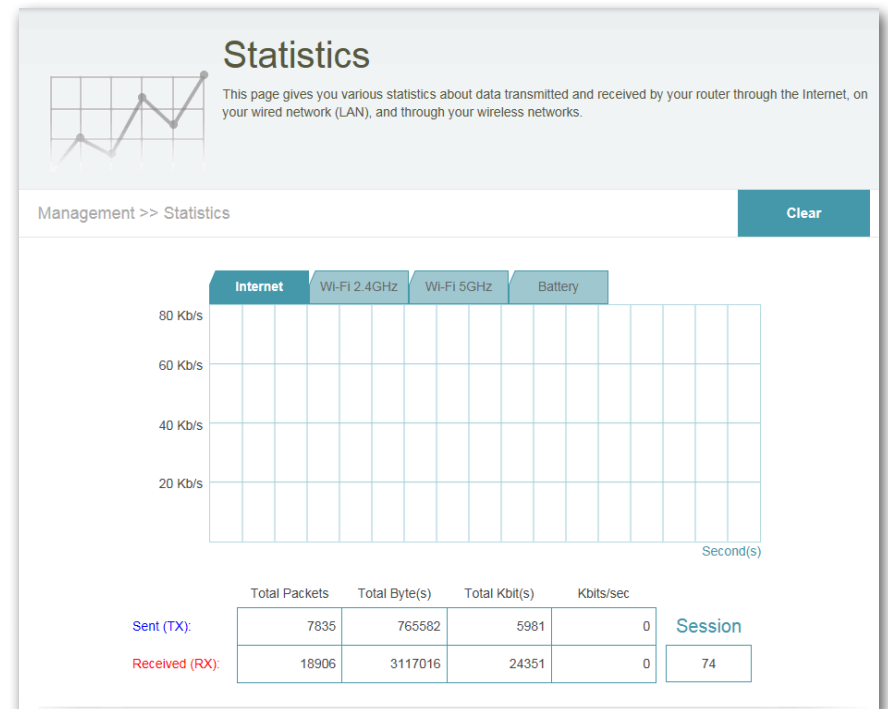 Statistics
This page gives you various statistics about data transmitted and received by your router through the Internet, on
your wired network (LAN), and through your wireless networks.
Management >> Statistics
Clear
Internet Wi-Fi 2.4GHz Wi-Fi 5GHz Battery
80 Kb/s
60 Kb/s
40 Kb/s
20 Kb/s
Second(s)
Total Packets Total Byte(s) Total Kbit(s) Kbits/sec
Sent (TX): 7835 765582 5981 0 Session
Received (RX): 18906 3117016 24351 0 74